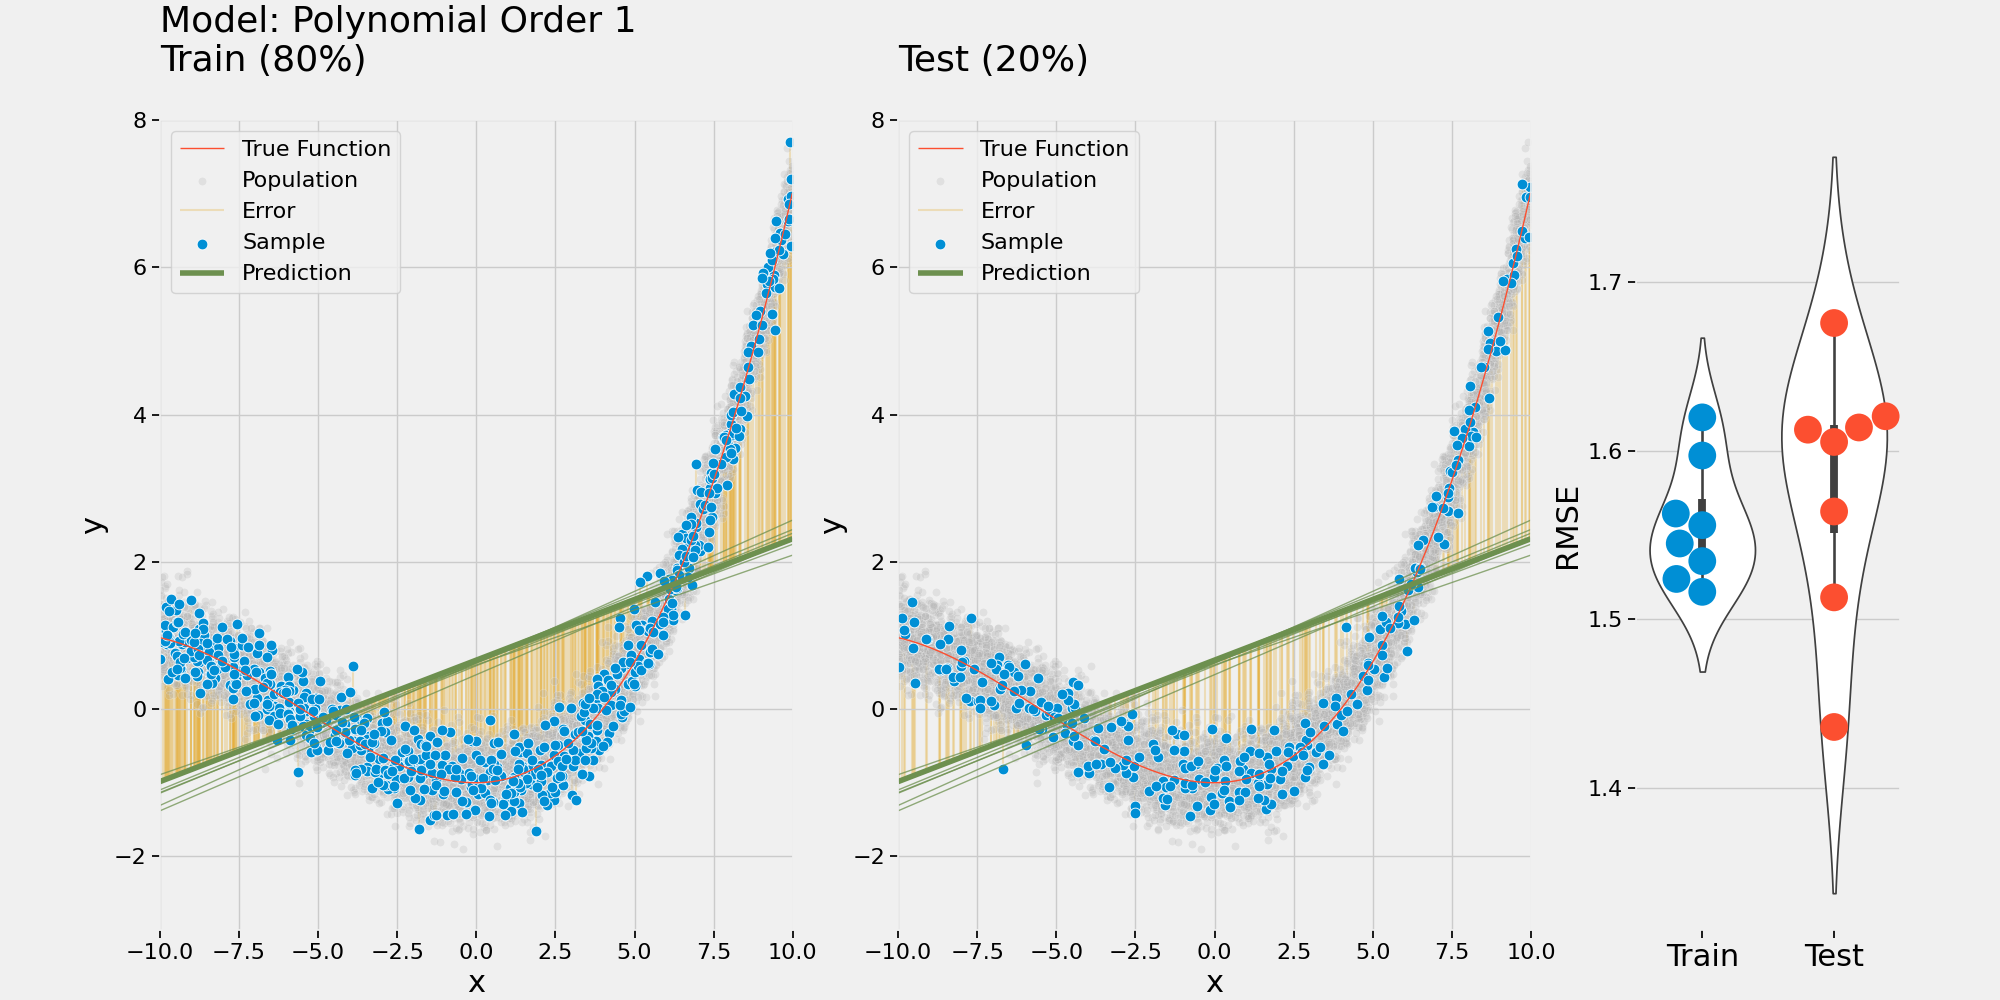 Model: Polynomial Order 1
Train (80%)
8
6
4
2
0
−2
y
True Function
Population
Error
Sample
Prediction
−10.0 −7.5 −5.0 −2.5 0.0 2.5 5.0 7.5 10.0
x
Test (20%)
8
6
4
2
0
−2
y
True Function
Population
Error
Sample
Prediction
−10.0 −7.5 −5.0 −2.5 0.0 2.5 5.0 7.5 10.0
x
1.7
1.6
1.5
1.4
RMSE
Train Test